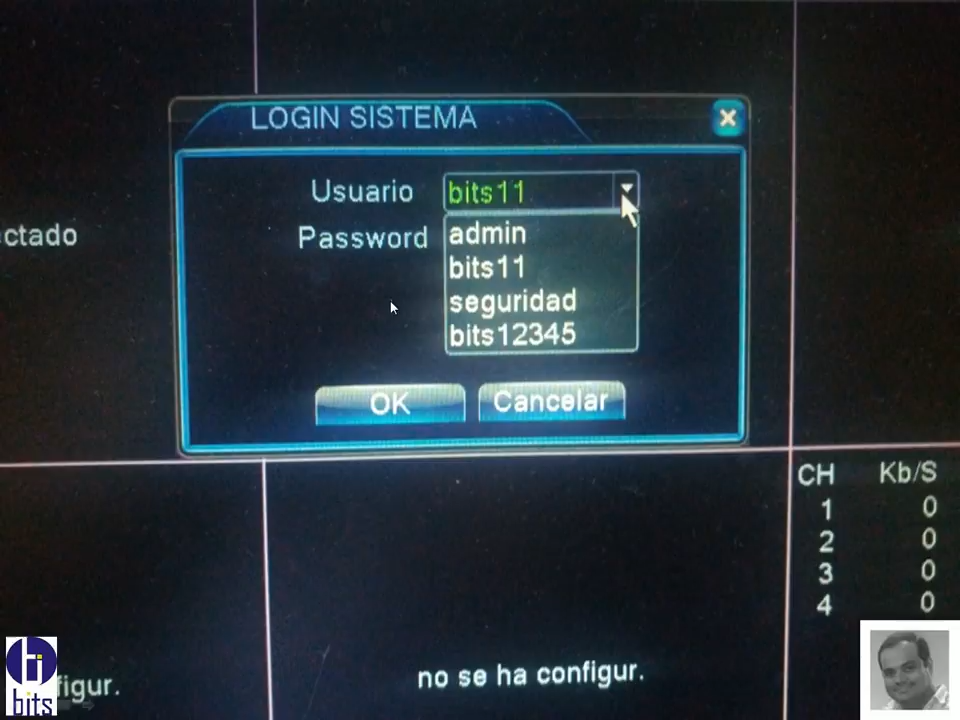 LOGIN SISTEMA
Usuario bits11
ctado
Password
admin
bits11
seguridad
bits12345
OK Cancelar
CH Kb/S
1 0
2 0
3 0
4 0
no se ha configur.
figur.
bits